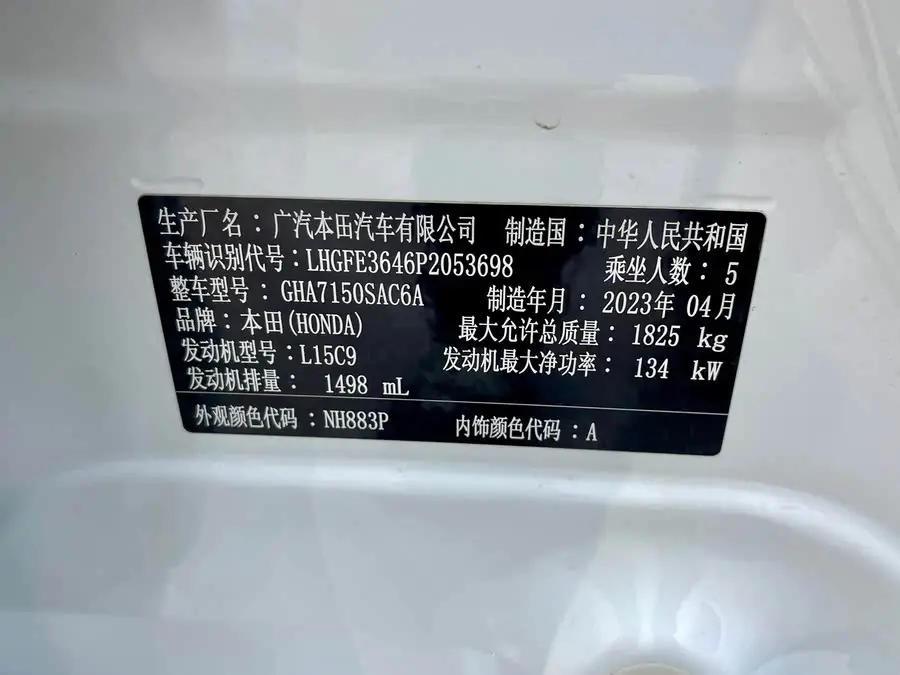 生产厂名：广汽本田汽车有限公司 制造国：中华人民共和国
车辆识别代号：LHGFE3646P2053698 乘坐人数：5
整车型号：GHA7150SAC6A 制造年月：2023年 04月
品牌：本田(HONDA) 最大允许总质量：1825 kg
发动机型号：L15C9 发动机最大净功率：134 kW
发动机排量：1498 mL
外观颜色代码：NH883P 内饰颜色代码：A